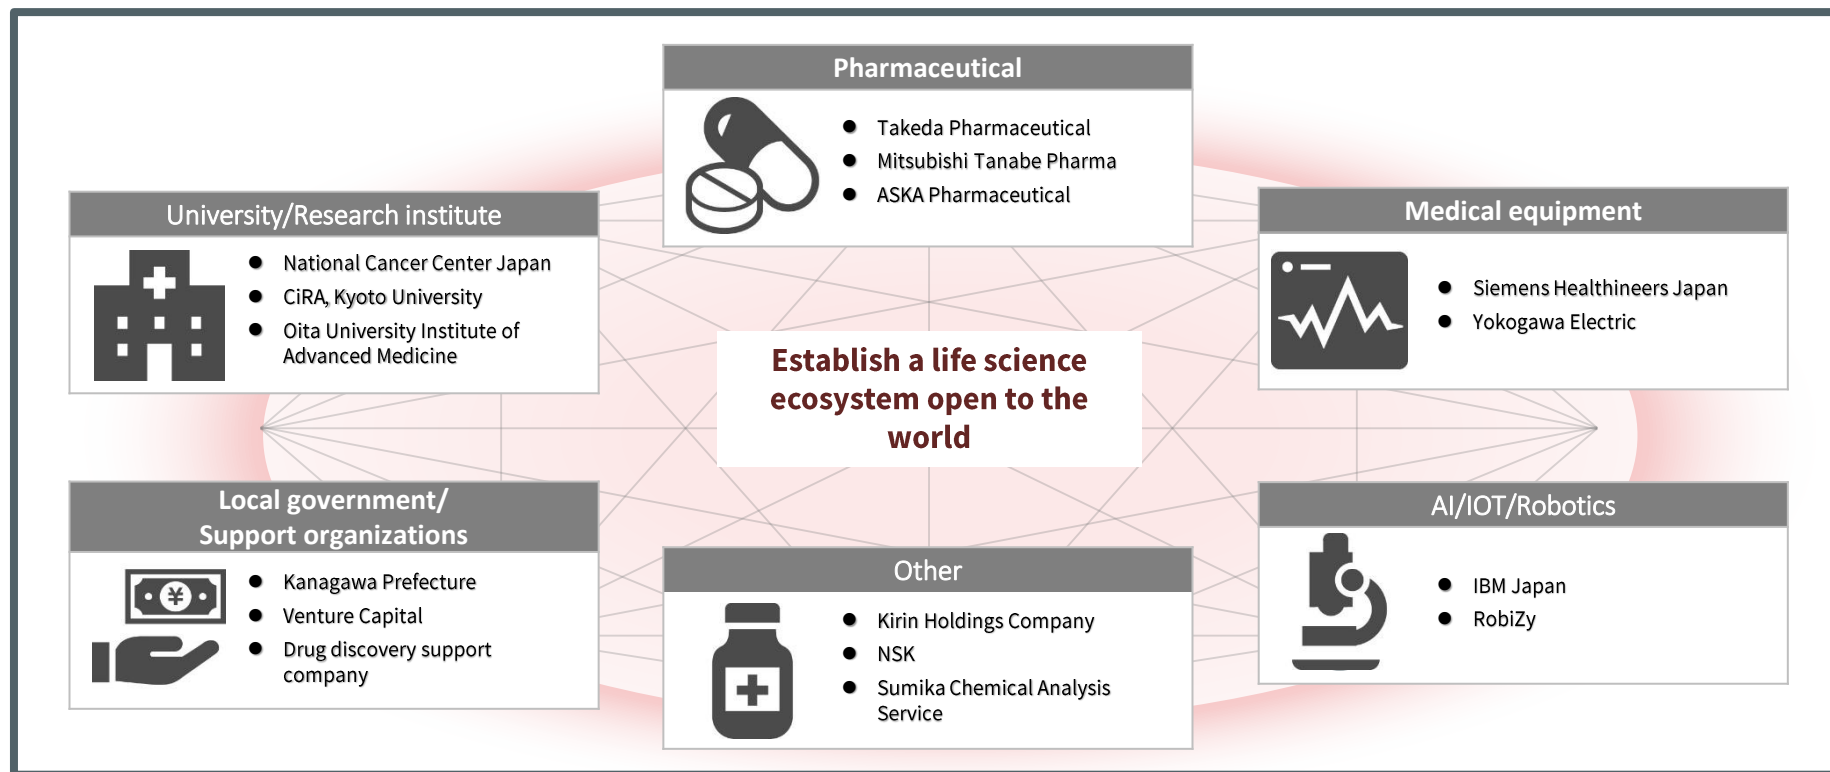 Pharmaceutical
● Takeda Pharmaceutical
● Mitsubishi Tanabe Pharma
● ASKA Pharmaceutical
University/Research institute
● National Cancer Center Japan
● CiRA, Kyoto University
● Oita University Institute of
Advanced Medicine
Medical equipment
● Siemens Healthineers Japan
● Yokogawa Electric
Establish a life science
ecosystem open to the
world
Local government/
Support organizations
¥
● Kanagawa Prefecture
● Venture Capital
● Drug discovery support
company
Other
● Kirin Holdings Company
● NSK
● Sumika Chemical Analysis
Service
AI/IOT/Robotics
● IBM Japan
● RobiZy